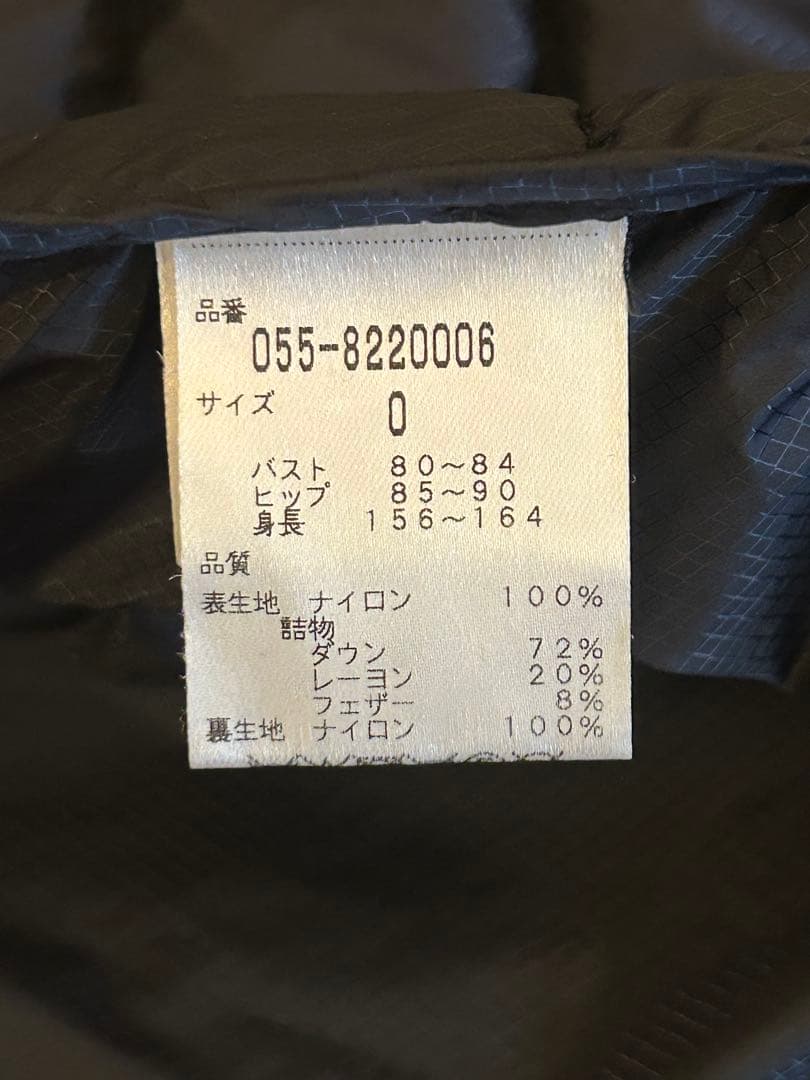 品番
055-8220006
サイズ 0
バスト 80〜84
ヒップ 85〜90
身長 156〜164
品質
表生地 ナイロン 100%
詰物
ダウン 72%
レーヨン 20%
フェザー 8%
裏生地 ナイロン 100%